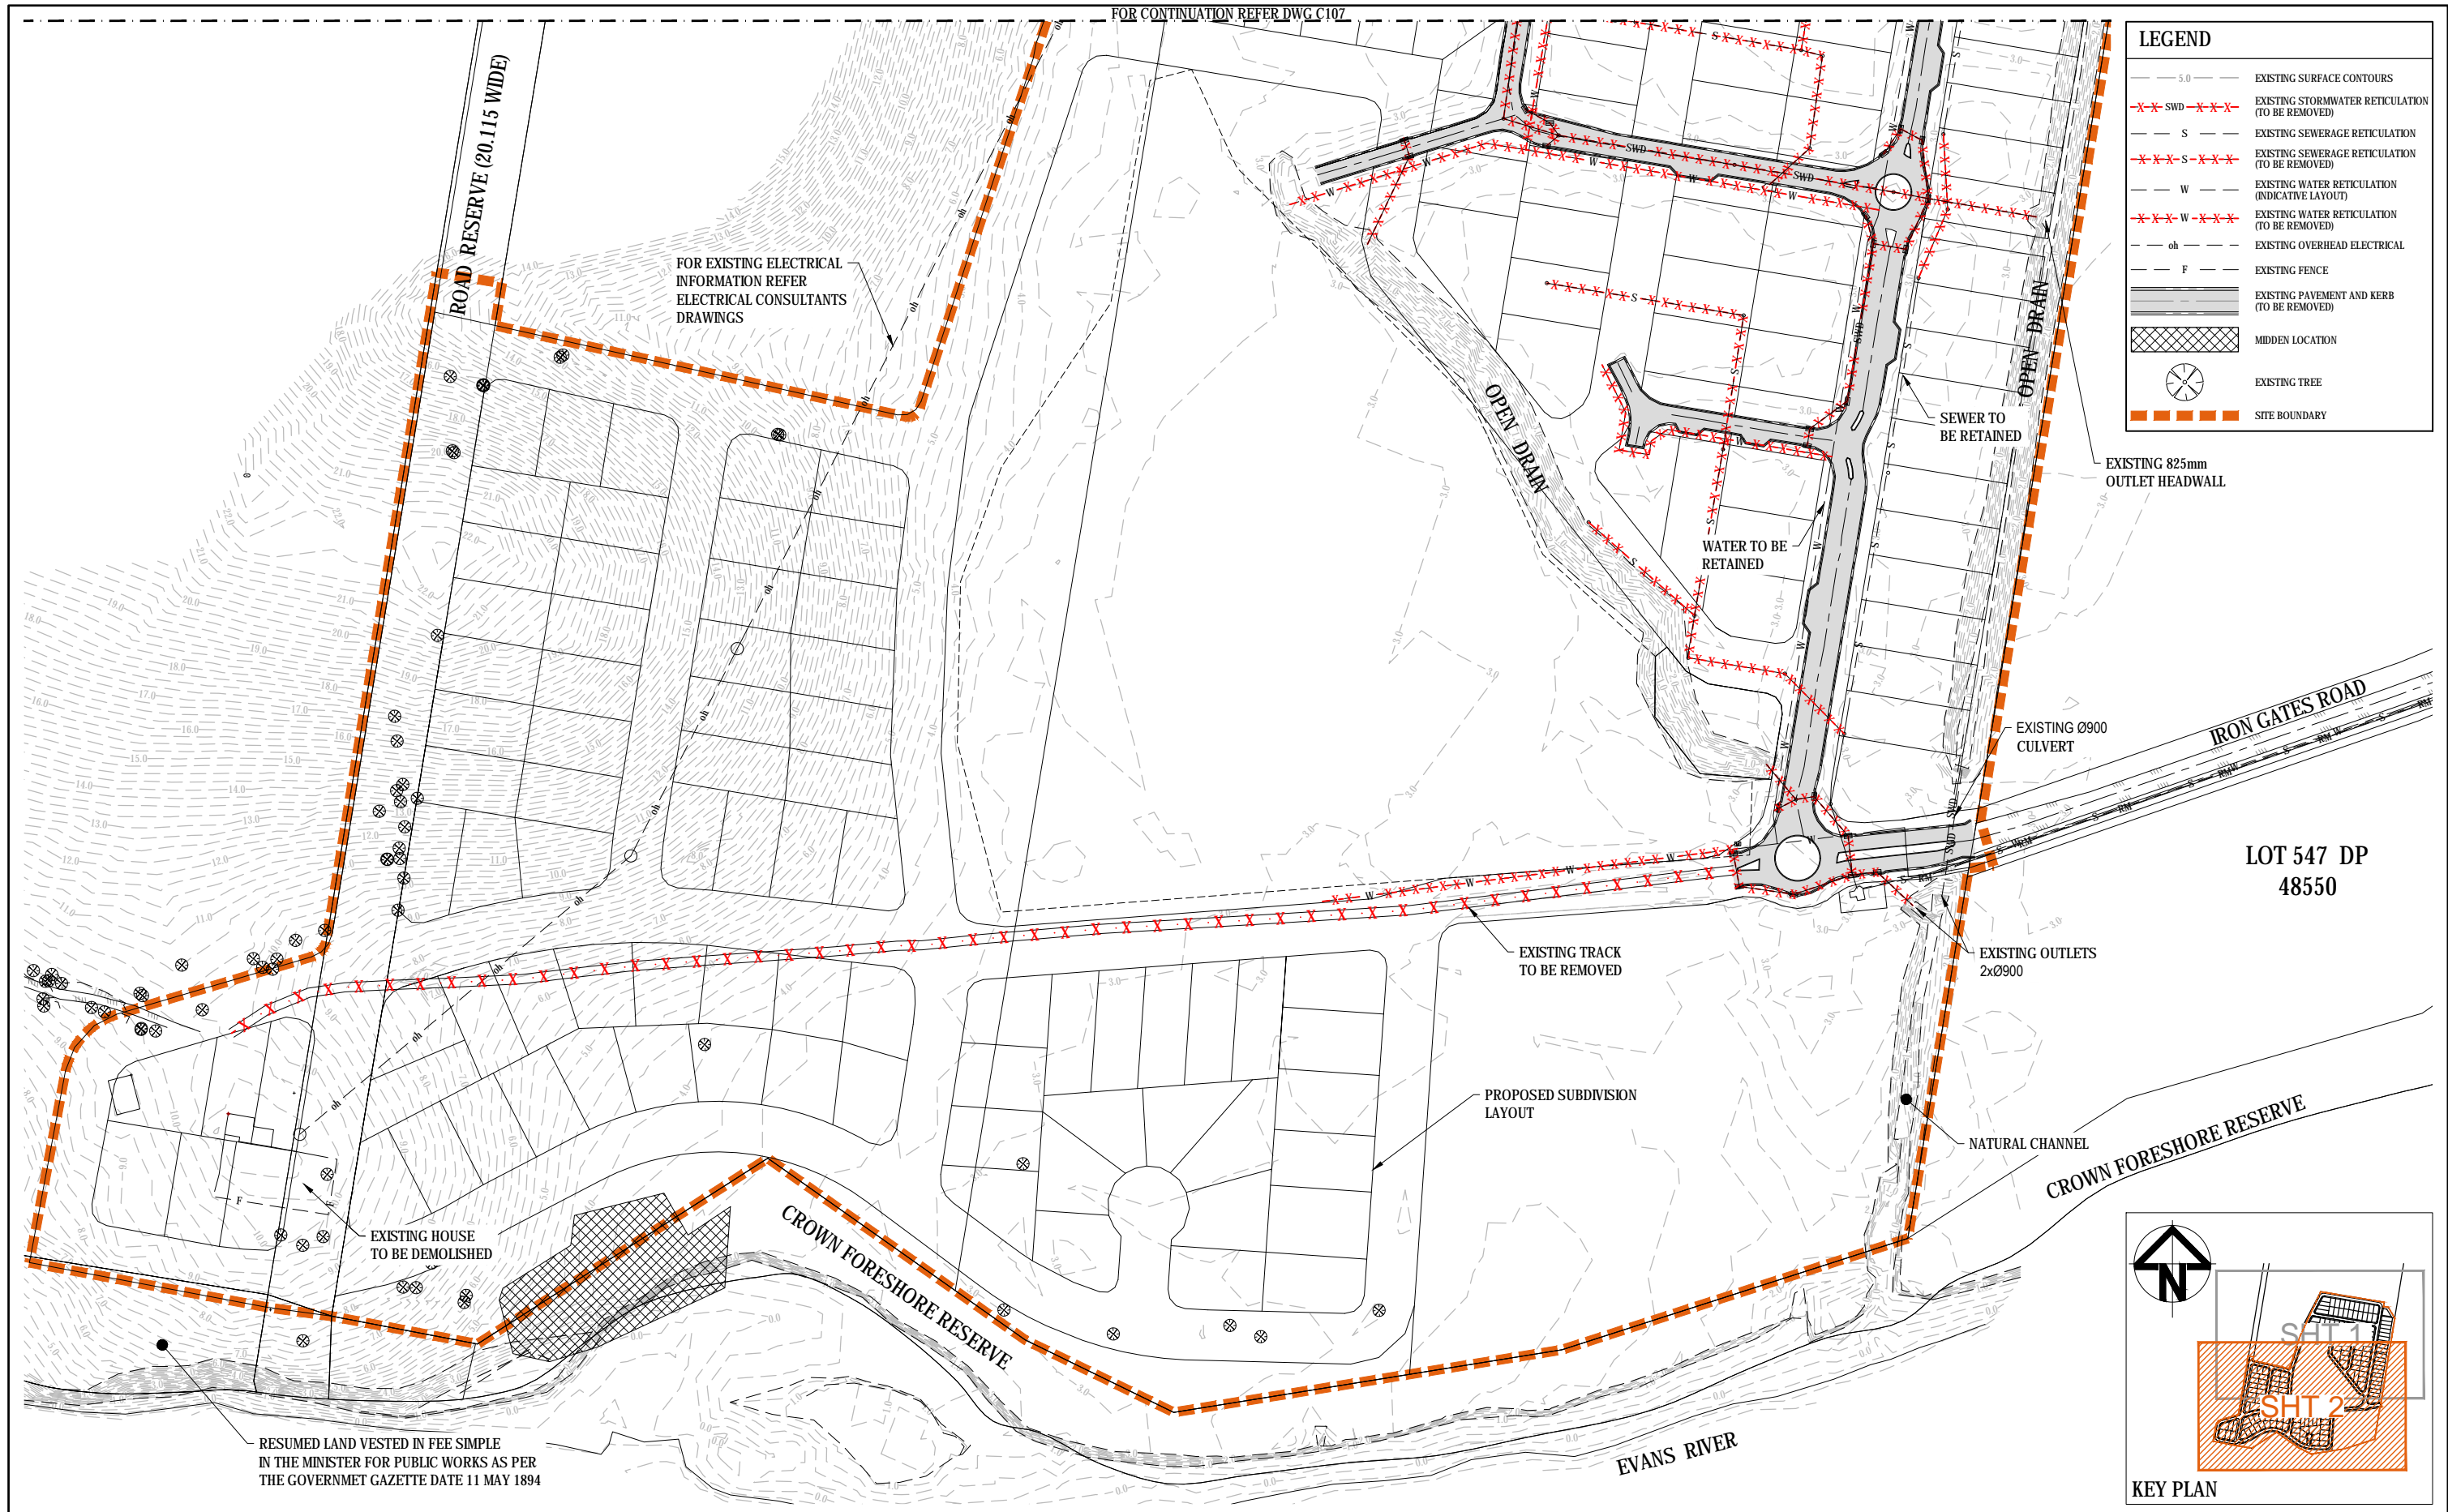 FOR CONTINUATION REFER DWG C107
ROAD RESERVE (20.115 WIDE)
FOR EXISTING ELECTRICAL
INFORMATION REFER
ELECTRICAL CONSULTANTS
DRAWINGS
OPEN DRAIN
OPEN DRAIN
SEWER TO
BE RETAINED
WATER TO BE
RETAINED
EXISTING 825mm
OUTLET HEADWALL
EXISTING Ø900
CULVERT
IRON GATES ROAD
LOT 547 DP
48550
EXISTING TRACK
TO BE REMOVED
EXISTING OUTLETS
2xØ900
PROPOSED SUBDIVISION
LAYOUT
NATURAL CHANNEL
CROWN FORESHORE RESERVE
CROWN FORESHORE RESERVE
EXISTING HOUSE
TO BE DEMOLISHED
RESUMED LAND VESTED IN FEE SIMPLE
IN THE MINISTER FOR PUBLIC WORKS AS PER
THE GOVERNMET GAZETTE DATE 11 MAY 1894
EVANS RIVER
LEGEND
5.0 EXISTING SURFACE CONTOURS
SWD EXISTING STORMWATER RETICULATION
(TO BE REMOVED)
S EXISTING SEWERAGE RETICULATION
S EXISTING SEWERAGE RETICULATION
(TO BE REMOVED)
W EXISTING WATER RETICULATION
(INDICATIVE LAYOUT)
W EXISTING WATER RETICULATION
(TO BE REMOVED)
oh EXISTING OVERHEAD ELECTRICAL
F EXISTING FENCE
EXISTING PAVEMENT AND KERB
(TO BE REMOVED)
MIDDEN LOCATION
EXISTING TREE
SITE BOUNDARY
N
SHT 1
SHT 2
KEY PLAN